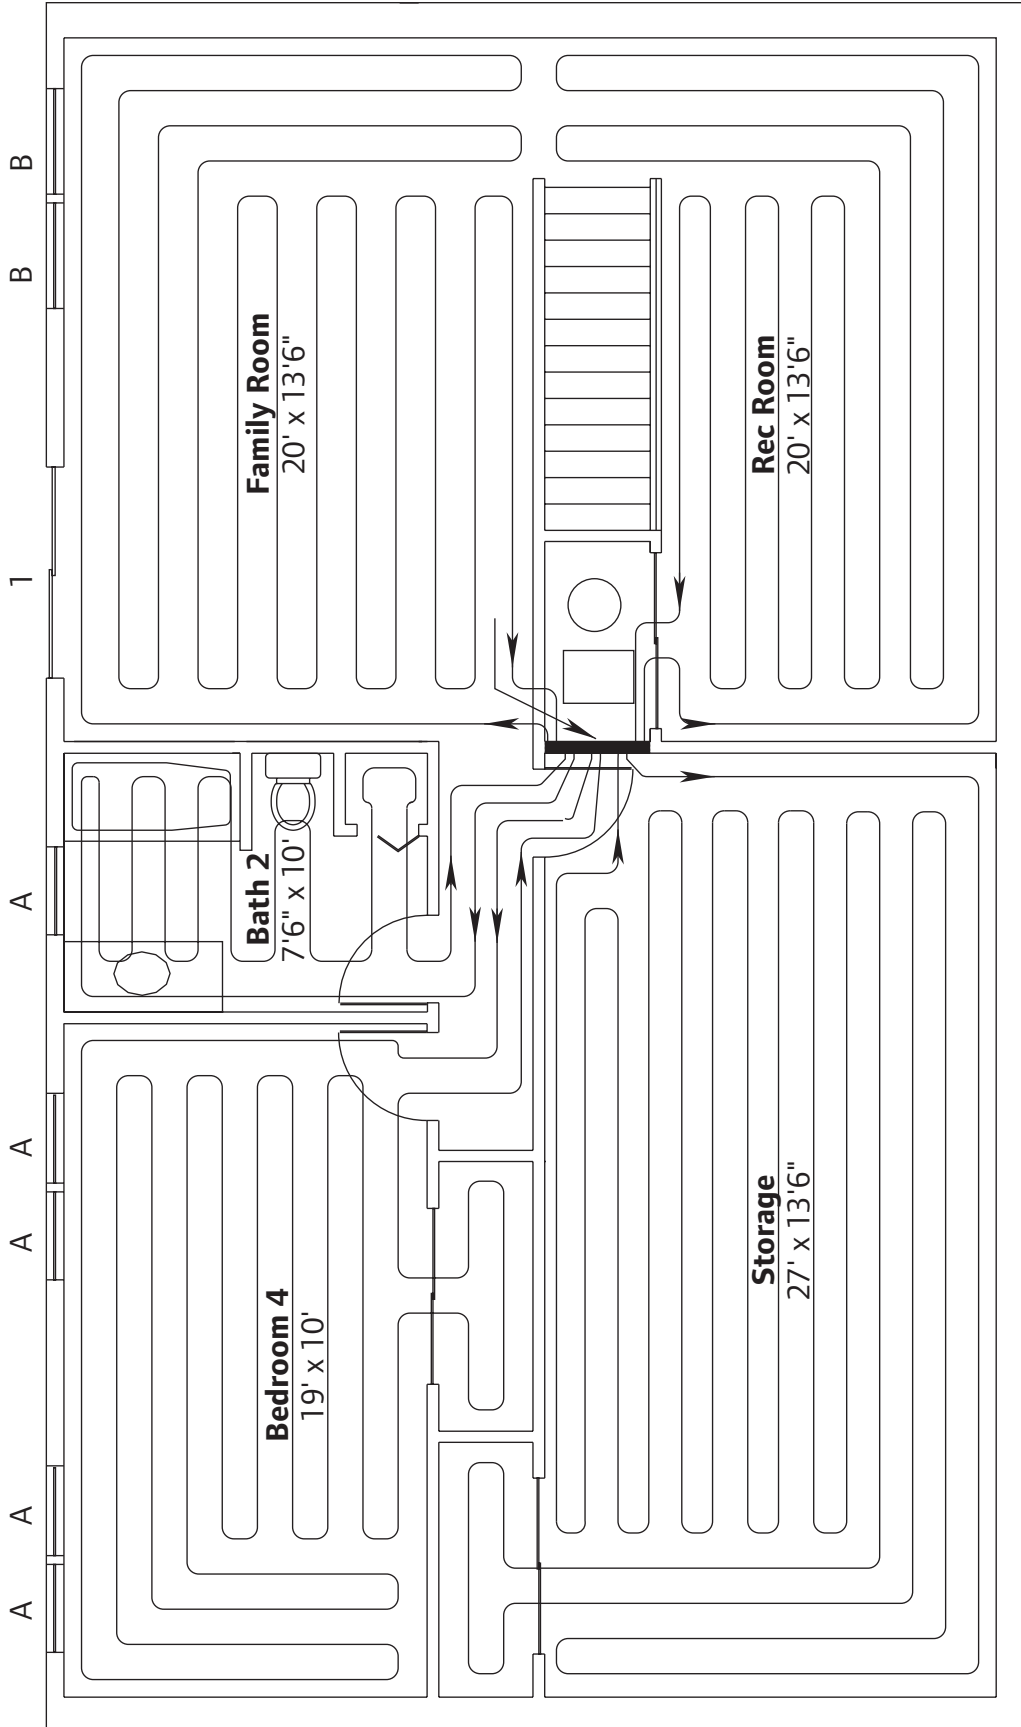 A
A
A
A
A
1
B
B
Bedroom 4
19' x 10'
Bath 2
7'6" x 10'
Family Room
20' x 13'6"
Storage
27' x 13'6"
Rec Room
20' x 13'6"